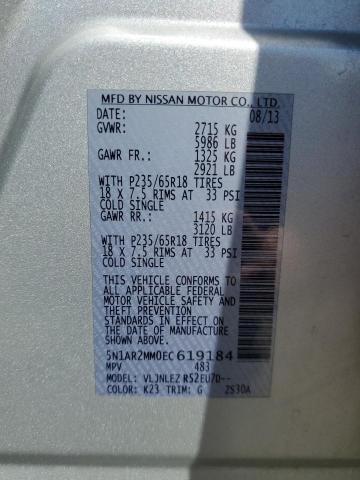 MFD BY NISSAN MOTOR CO., LTD.
DATE: 08/13
GVWR: 2715 KG
5986 LB
GAWR FR: 1325 KG
2921 LB
WITH P235/65R18 TIRES
18 X 7.5 RIMS AT 33 PSI
COLD SINGLE
GAWR RR: 1415 KG
3120 LB
WITH P235/65R18 TIRES
18 X 7.5 RIMS AT 33 PSI
COLD SINGLE
THIS VEHICLE CONFORMS TO
ALL APPLICABLE FEDERAL
MOTOR VEHICLE SAFETY AND
THEFT PREVENTION
STANDARDS IN EFFECT ON THE
DATE OF MANUFACTURE SHOWN
ABOVE.
5N1AR2MM0EC619184
MPV 483
MODEL: VLJNLEZ RS2EU7D--
COLOR: K23 TRIM: G 2S30A